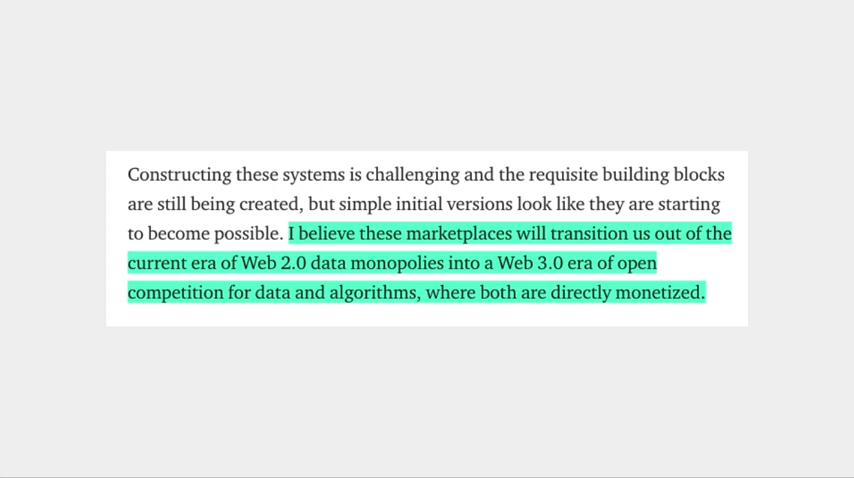 Constructing these systems is challenging and the requisite building blocks
are still being created, but simple initial versions look like they are starting
to become possible. I believe these marketplaces will transition us out of the
current era of Web 2.0 data monopolies into a Web 3.0 era of open
competition for data and algorithms, where both are directly monetized.